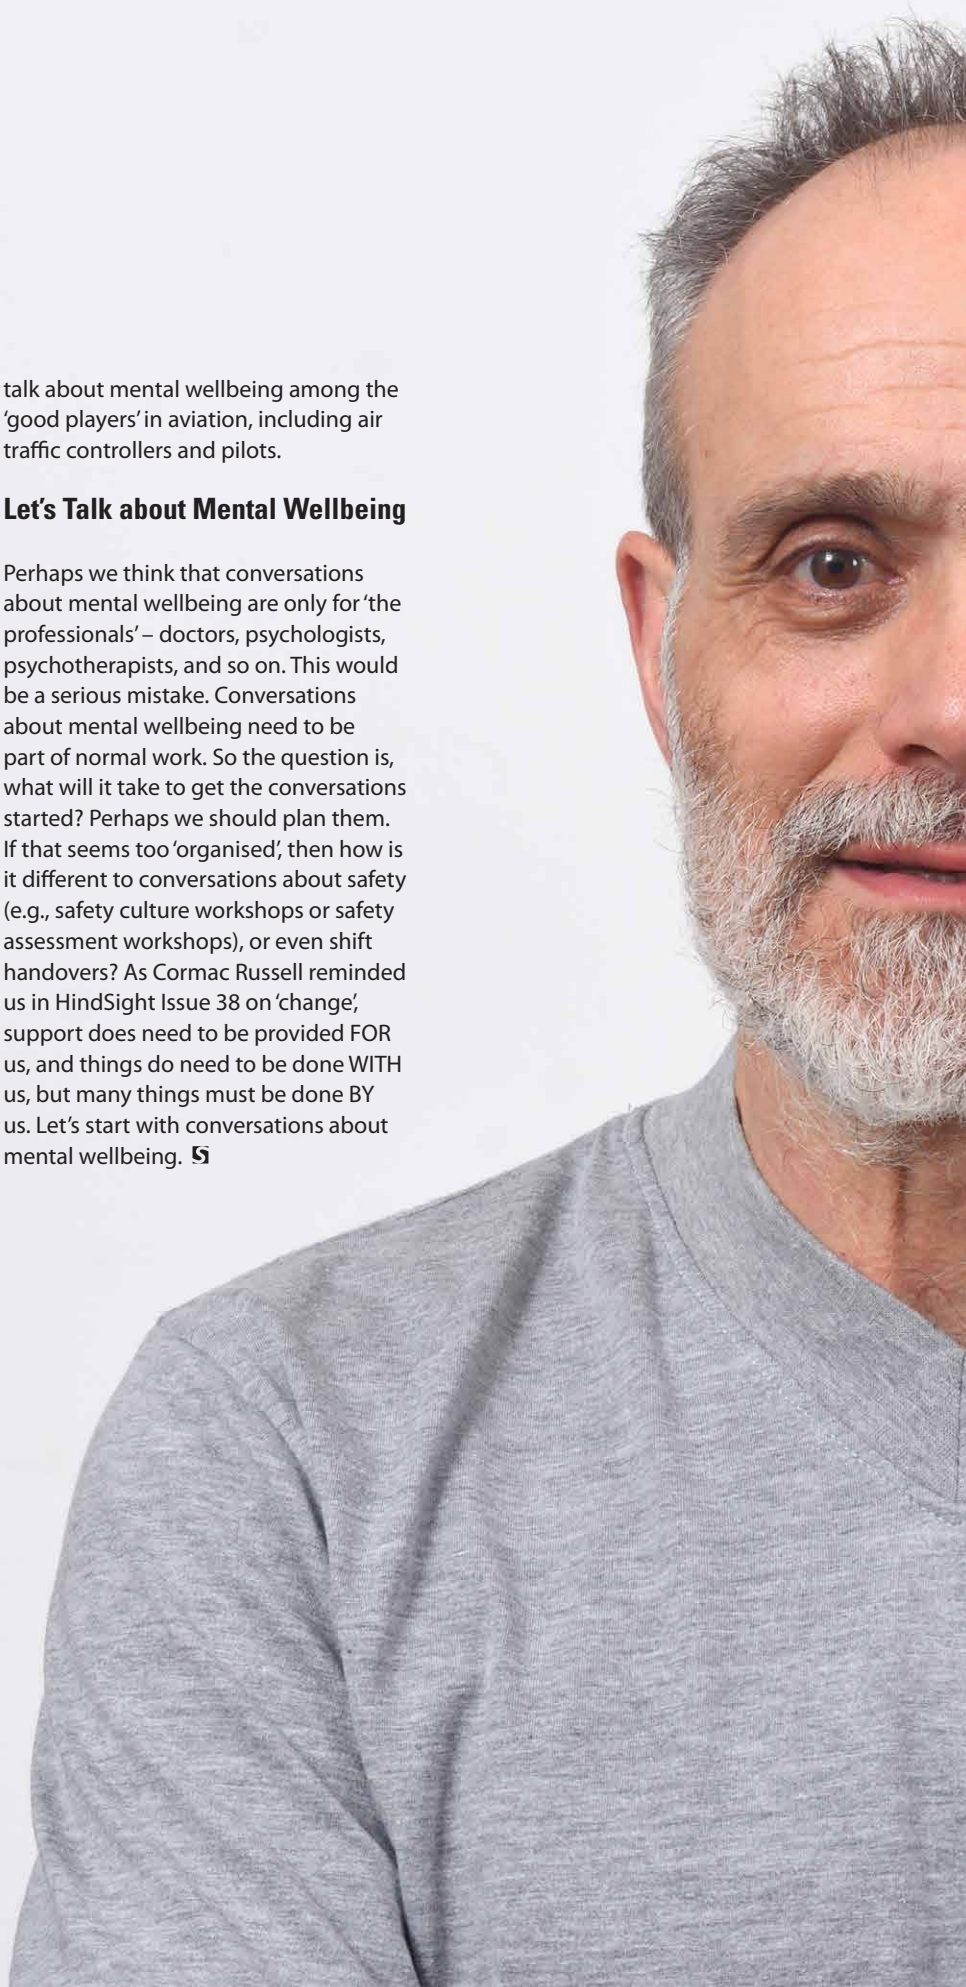 talk about mental wellbeing among the
‘good players’ in aviation, including air
traffic controllers and pilots.
Let’s Talk about Mental Wellbeing
Perhaps we think that conversations
about mental wellbeing are only for ‘the
professionals’ – doctors, psychologists,
psychotherapists, and so on. This would
be a serious mistake. Conversations
about mental wellbeing need to be
part of normal work. So the question is,
what will it take to get the conversations
started? Perhaps we should plan them.
If that seems too ‘organised’, then how is
it different to conversations about safety
(e.g., safety culture workshops or safety
assessment workshops), or even shift
handovers? As Cormac Russell reminded
us in HindSight Issue 38 on ‘change’,
support does need to be provided FOR
us, and things do need to be done WITH
us, but many things must be done BY
us. Let’s start with conversations about
mental wellbeing.